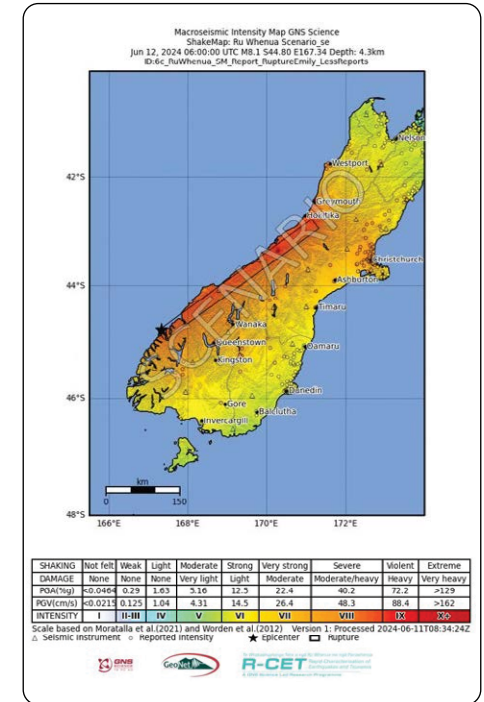 Macroseismic Intensity Map GNS Science
ShakeMap: Ru Whenua Scenario_se
Jun 12, 2024 06:00:00 UTC M8.1 S44.80 E167.34 Depth: 4.3km
ID:6c_RuWhenua_SM_Report_RuptureEmily_LessReports
SCENARIO
Nelson
Westport
42°S
Greymouth
Hokitika
Christchurch
Ashburton
44°S
Timaru
Wanaka
Queenstown
Oamaru
Kingston
Dunedin
46°S
Gore
Balclutha
Invercargill
km
0 150
48°S
166°E 168°E 170°E 172°E
SHAKING Not felt Weak Light Moderate Strong Very strong Severe Violent Extreme
DAMAGE None None None Very light Light Moderate Moderate/heavy Heavy Very heavy
PGA(%g) <0.0464 0.29 1.63 5.16 12.5 22.4 40.2 72.2 >129
PGV(cm/s) <0.0215 0.125 1.04 4.31 14.5 26.4 48.3 88.4 >162
INTENSITY I II-III IV V VI VII VIII IX X+
Scale based on Moratalla et al.(2021) and Worden et al.(2012) Version 1: Processed 2024-06-11T08:34:24Z
Seismic Instrument Reported Intensity Epicenter Rupture
GNS
GeoNet
R-CET